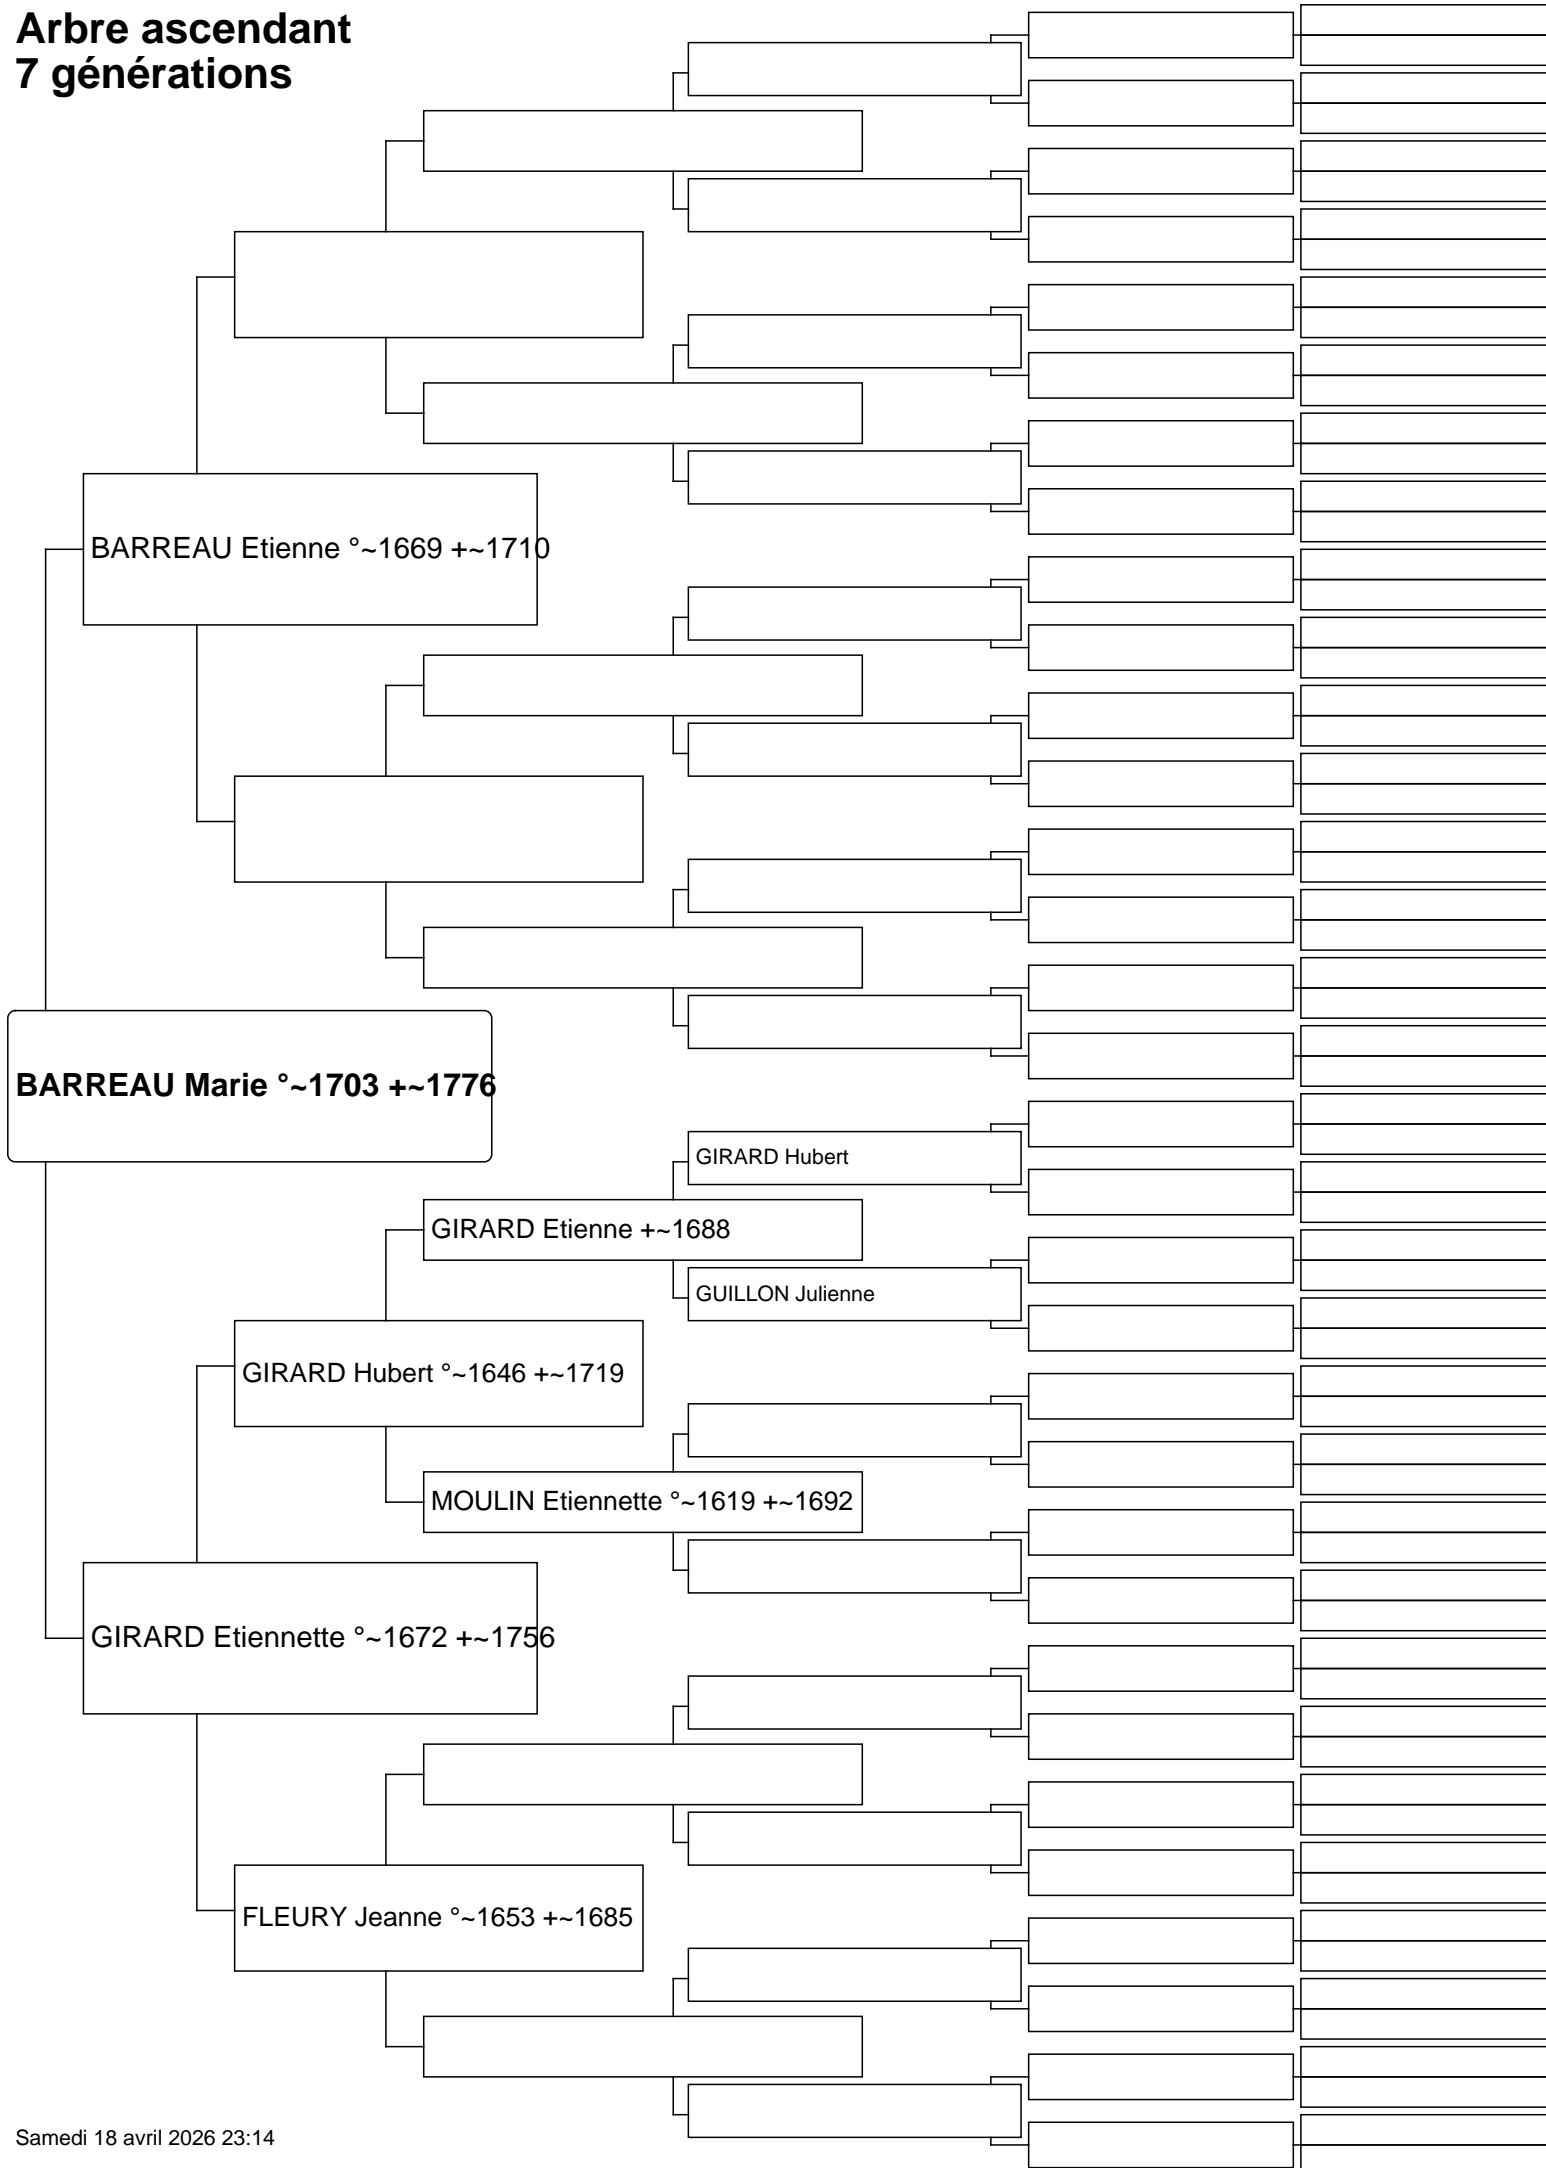 Arbre ascendant
7 générations
BARREAU Etienne °~1669 +~1710
BARREAU Marie °~1703 +~1776
GIRARD Hubert
GIRARD Etienne +~1688
GUILLON Julienne
GIRARD Hubert °~1646 +~1719
MOULIN Etiennette °~1619 +~1692
GIRARD Etiennette °~1672 +~1756
FLEURY Jeanne °~1653 +~1685
Samedi 18 avril 2026 23:14